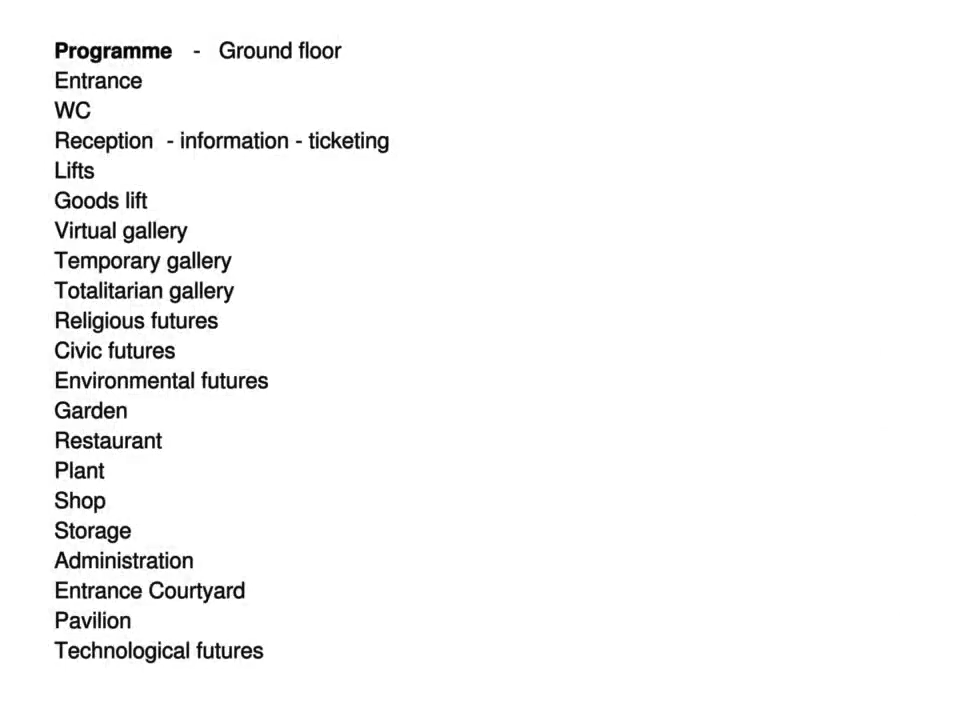 Programme - Ground floor
Entrance
WC
Reception - information - ticketing
Lifts
Goods lift
Virtual gallery
Temporary gallery
Totalitarian gallery
Religious futures
Civic futures
Environmental futures
Garden
Restaurant
Plant
Shop
Storage
Administration
Entrance Courtyard
Pavilion
Technological futures